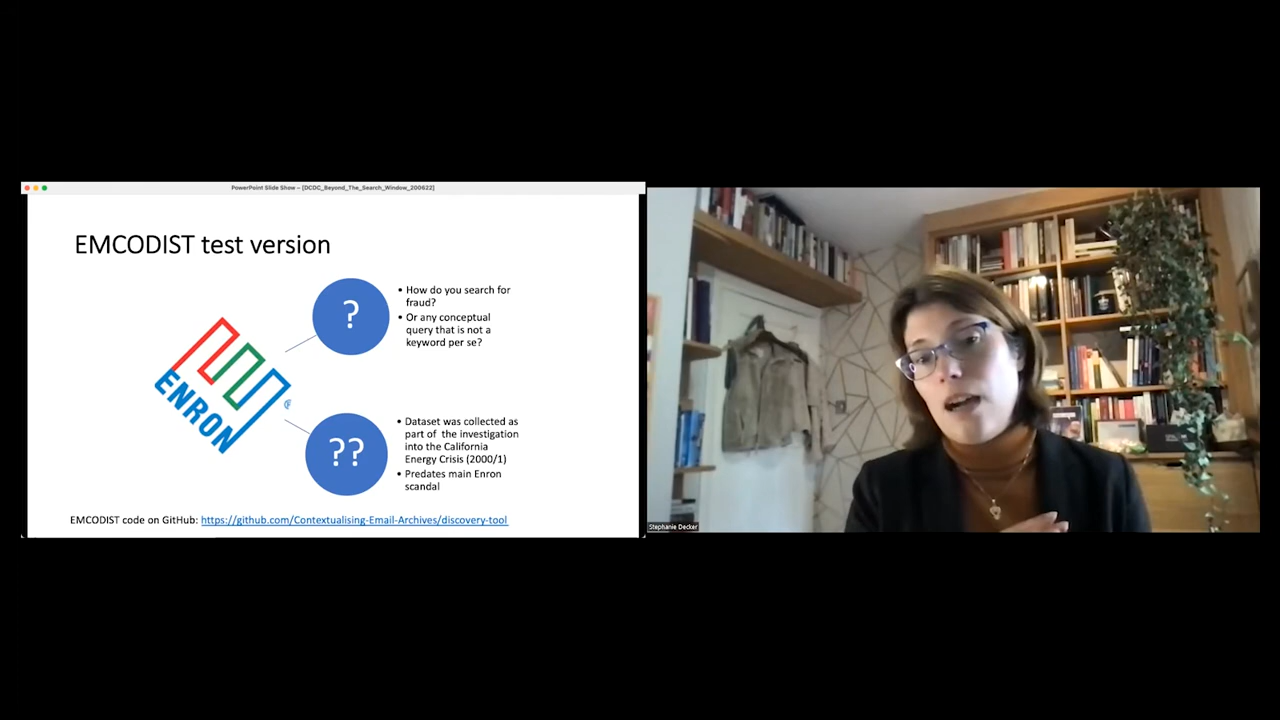 PowerPoint Slide Show – [DCDC_Beyond_The_Search_Window_200622]
EMCODIST test version
?
• How do you search for
fraud?
• Or any conceptual
query that is not a
keyword per se?
ENRON
??
• Dataset was collected as
part of the investigation
into the California
Energy Crisis (2000/1)
• Predates main Enron
scandal
EMCODIST code on GitHub: https://github.com/Contextualising-Email-Archives/discovery-tool
Stephanie Decker